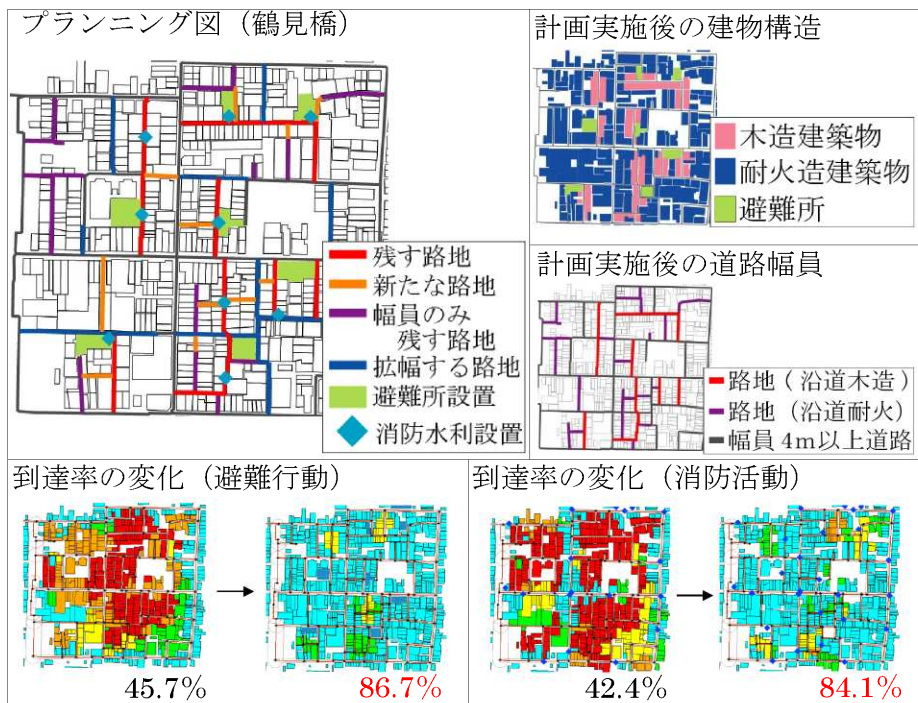 プランニング図（鶴見橋）
残す路地
新たな路地
幅員のみ
残す路地
拡幅する路地
避難所設置
消防水利設置
計画実施後の建物構造
木造建築物
耐火造建築物
避難所
計画実施後の道路幅員
路地（沿道木造）
路地（沿道耐火）
幅員4m以上道路
到達率の変化（避難行動）
45.7%
86.7%
到達率の変化（消防活動）
42.4%
84.1%